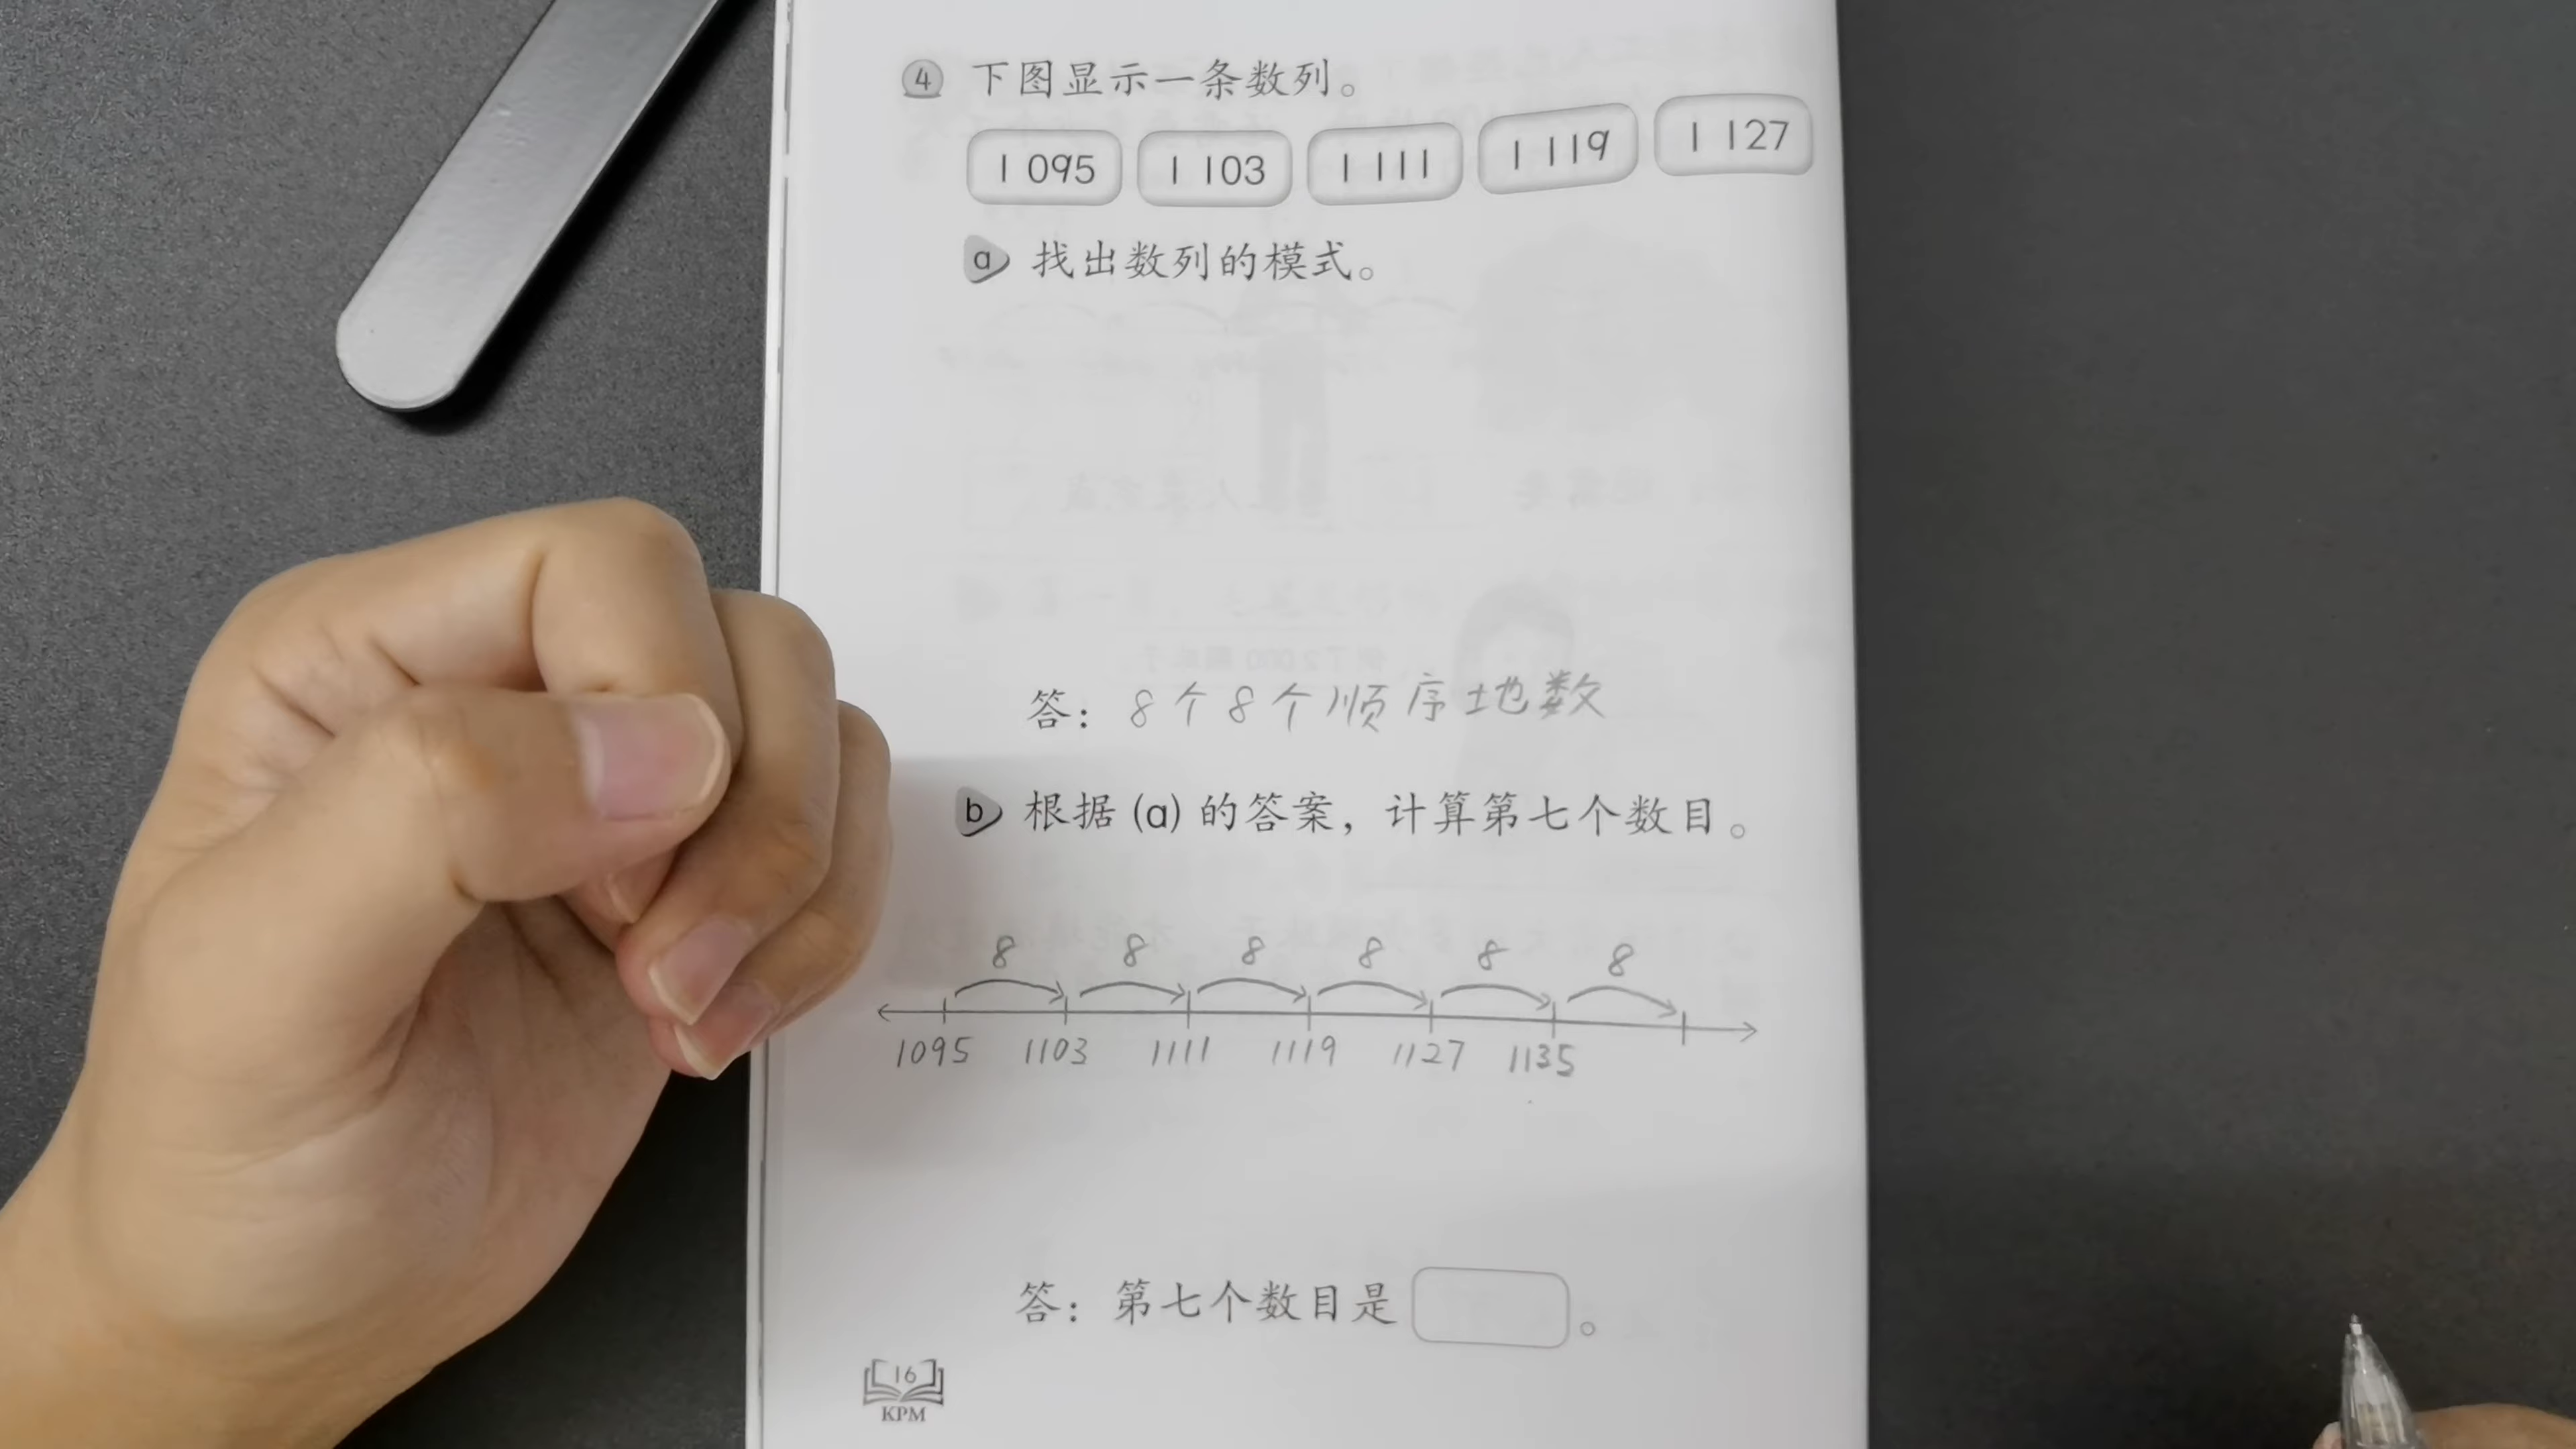 4 下图显示一条数列。
1 095 1 103 1 111 1 119 1 127
a 找出数列的模式。
答：8个8个顺序地数
b 根据 (a) 的答案，计算第七个数目。
8 8 8 8 8 8
1095 1103 1111 1119 1127 1135
答：第七个数目是 。
16
KPM